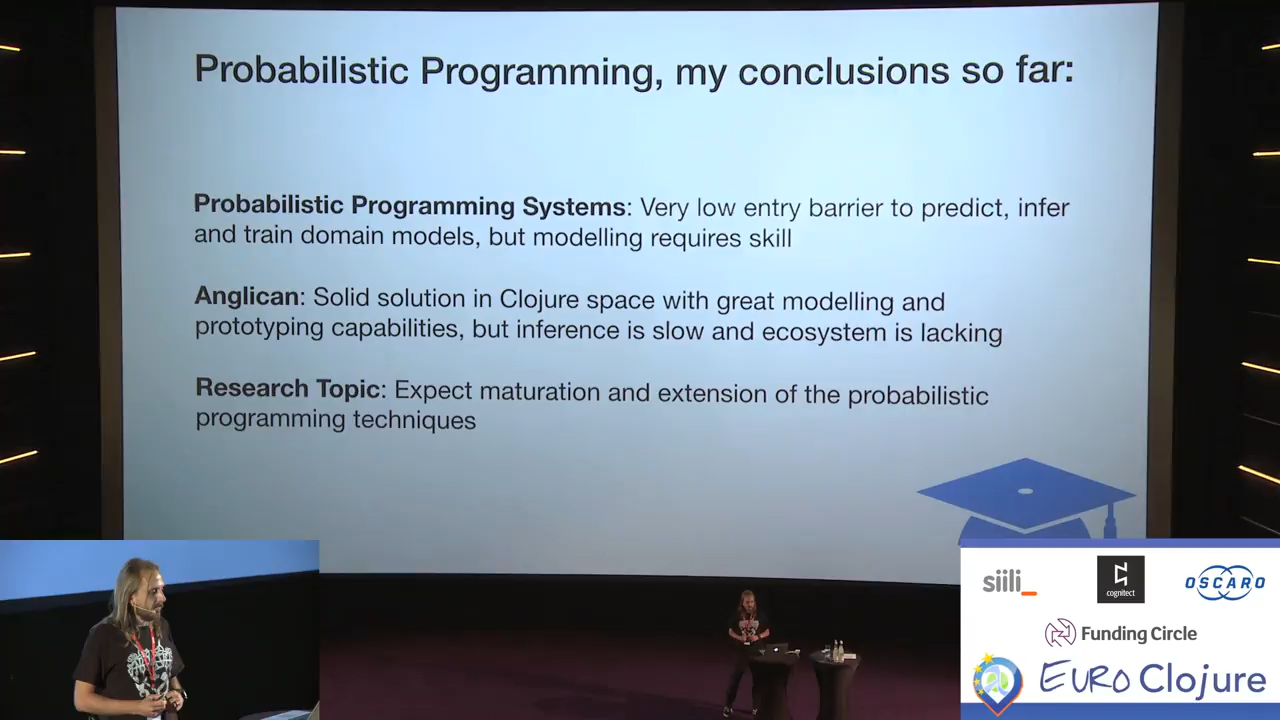 Probabilistic Programming, my conclusions so far:
Probabilistic Programming Systems: Very low entry barrier to predict, infer
and train domain models, but modelling requires skill
Anglican: Solid solution in Clojure space with great modelling and
prototyping capabilities, but inference is slow and ecosystem is lacking
Research Topic: Expect maturation and extension of the probabilistic
programming techniques
siili_
cognitect
OSCARO
Funding Circle
EURO Clojure